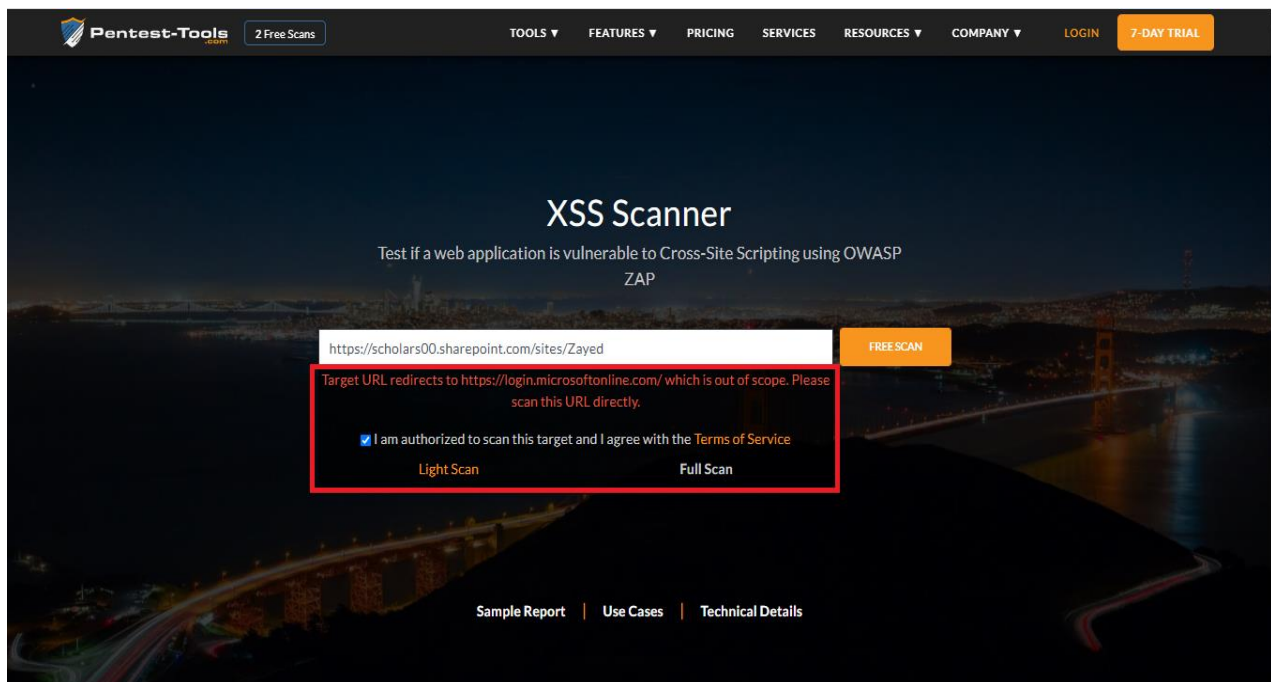 Pentest-Tools
.com
2 Free Scans
TOOLS ▼
FEATURES ▼
PRICING
SERVICES
RESOURCES ▼
COMPANY ▼
LOGIN
7-DAY TRIAL
XSS Scanner
Test if a web application is vulnerable to Cross-Site Scripting using OWASP
ZAP
https://scholars00.sharepoint.com/sites/Zayed
FREE SCAN
Target URL redirects to https://login.microsoftonline.com/ which is out of scope. Please
scan this URL directly.
I am authorized to scan this target and I agree with the Terms of Service
Light Scan
Full Scan
Sample Report
Use Cases
Technical Details